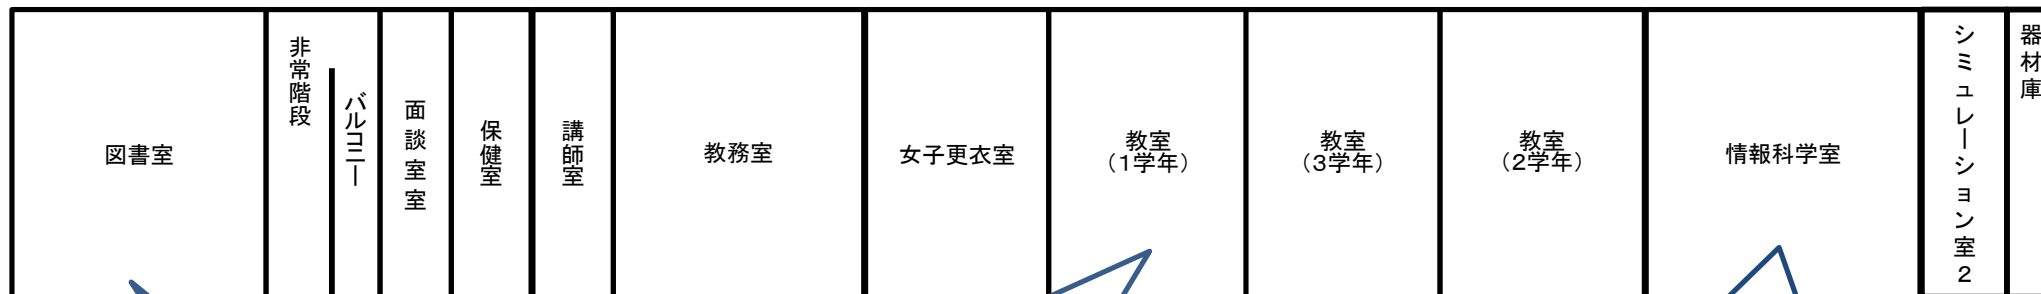 図書室
非常階段
バルコニー
面談室室
保健室
講師室
教務室
女子更衣室
教室
（1学年）
教室
（3学年）
教室
（2学年）
情報科学室
シミュレーション室２
器材庫